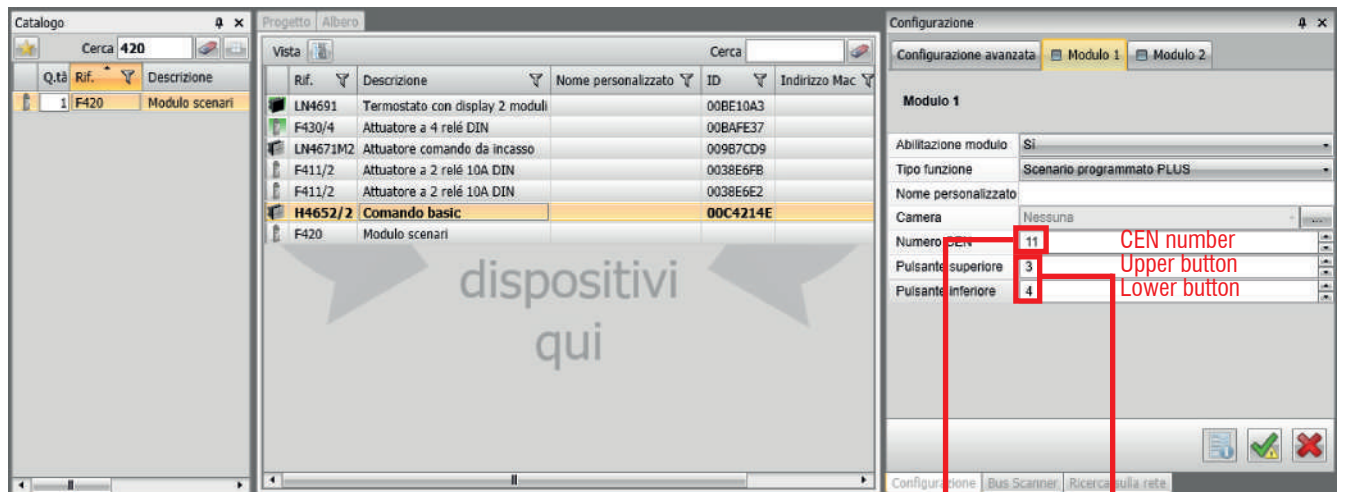 Catalogo
Cerca 420
Q.tà Rif. Descrizione
1 F420 Modulo scenari
Progetto Albero
Vista Cerca
Rif. Descrizione Nome personalizzato ID Indirizzo Mac
LN4691 Termostato con display 2 moduli 00BE10A3
F430/4 Attuatore a 4 relé DIN 00BAFE37
LN4671M2 Attuatore comando da incasso 009B7CD9
F411/2 Attuatore a 2 relé 10A DIN 0038E6FB
F411/2 Attuatore a 2 relé 10A DIN 0038E6E2
H4652/2 Comando basic 00C4214E
F420 Modulo scenari
dispositivi
qui
Configurazione
Configurazione avanzata Modulo 1 Modulo 2
Modulo 1
Abilitazione modulo Si
Tipo funzione Scenario programmato PLUS
Nome personalizzato
Camera Nessuna ...
Numero CEN 11 CEN number
Pulsante superiore 3 Upper button
Pulsante inferiore 4 Lower button
Configurazione Bus Scanner Ricerca sulla rete